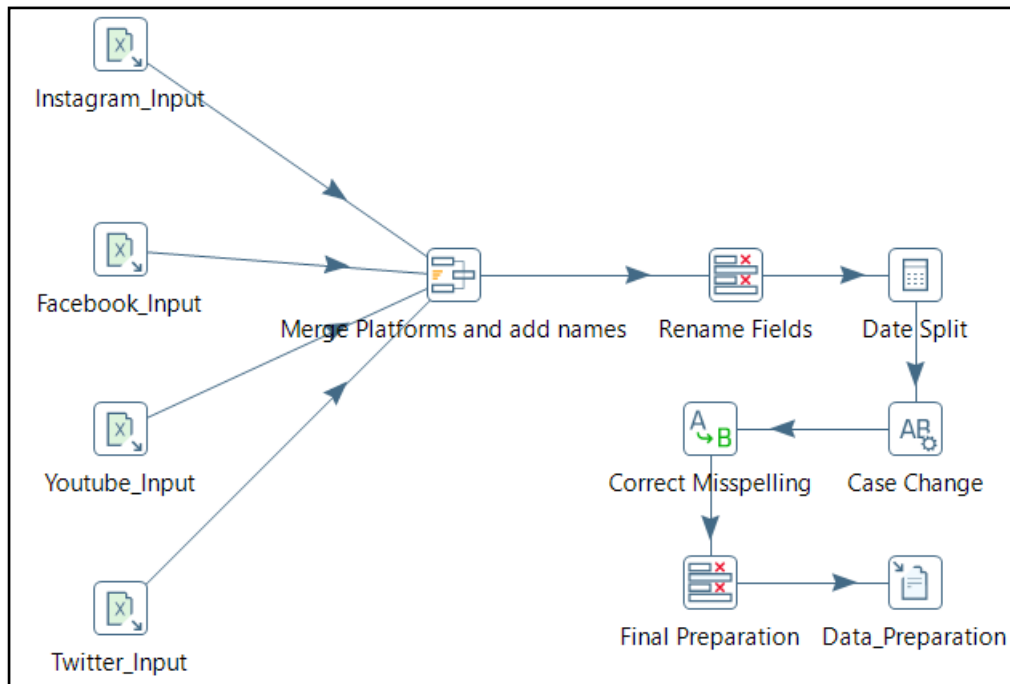 Instagram_Input
Facebook_Input
Merge Platforms and add names
Rename Fields
Date Split
Youtube_Input
Correct Misspelling
Case Change
Twitter_Input
Final Preparation
Data_Preparation
X
X
X
X
A
B
AB